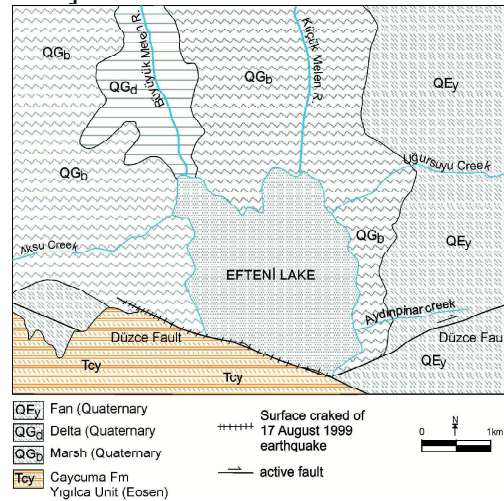 QGb
QGd
Büyüyük Melen R.
QGb
Küçük Melen R.
QEy
QGb
Uğursuyu Creek
QGb
QEy
Aksu Creek
EFTENİ LAKE
Aydınpınar creek
Düzce Fault
Düzce Fau
QEy
Tcy
Tcy
QEy Fan (Quaternary
QGd Delta (Quaternary
QGb Marsh (Quaternary
Tcy Caycuma Fm
Yıgılca Unit (Eosen)
Surface craked of
17 August 1999
earthquake
active fault
N
0 1km